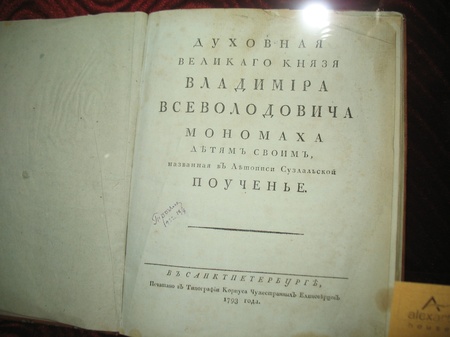 ДУХОВНАЯ
ВЕЛИКАГО КНЯЗЯ
ВЛАДИМІРА
ВСЕВОЛОДОВИЧА
МОНОМАХА
ДѢТЯМЪ СВОИМЪ,
названная въ Лѣтописи Суздальской
ПОУЧЕНЬЕ.
ВЪ САНКТПЕТЕРБУРГѢ,
Печатано въ Типографіи Корпуса Чужестранныхъ Единовѣрцовъ
1793 года.